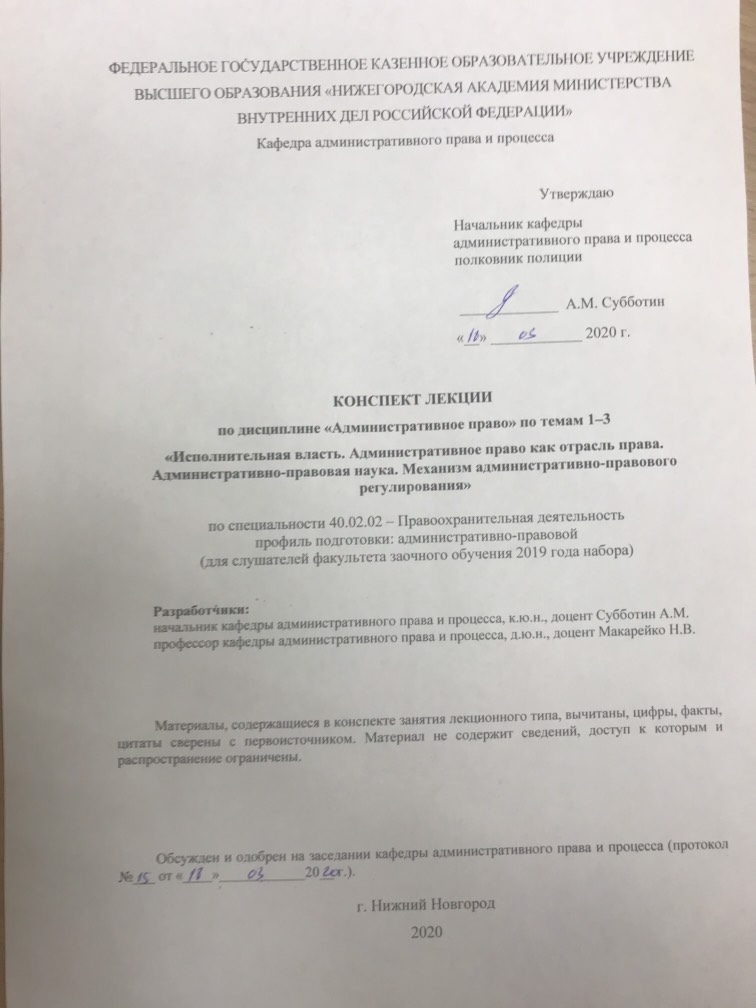 ФЕДЕРАЛЬНОЕ ГОСУДАРСТВЕННОЕ КАЗЕННОЕ ОБРАЗОВАТЕЛЬНОЕ УЧРЕЖДЕНИЕ
ВЫСШЕГО ОБРАЗОВАНИЯ «НИЖЕГОРОДСКАЯ АКАДЕМИЯ МИНИСТЕРСТВА
ВНУТРЕННИХ ДЕЛ РОССИЙСКОЙ ФЕДЕРАЦИИ»
Кафедра административного права и процесса
Утверждаю
Начальник кафедры
административного права и процесса
полковник полиции
А.М. Субботин
«18» 03 2020 г.
КОНСПЕКТ ЛЕКЦИИ
по дисциплине «Административное право» по темам 1–3
«Исполнительная власть. Административное право как отрасль права.
Административно-правовая наука. Механизм административно-правового
регулирования»
по специальности 40.02.02 – Правоохранительная деятельность
профиль подготовки: административно-правовой
(для слушателей факультета заочного обучения 2019 года набора)
Разработчики:
начальник кафедры административного права и процесса, к.ю.н., доцент Субботин А.М.
профессор кафедры административного права и процесса, д.ю.н., доцент Макарейко Н.В.
Материалы, содержащиеся в конспекте занятия лекционного типа, вычитаны, цифры, факты,
цитаты сверены с первоисточником. Материал не содержит сведений, доступ к которым и
распространение ограничены.
Обсужден и одобрен на заседании кафедры административного права и процесса (протокол
№ 15 от « 18 » 03 2020г.).
г. Нижний Новгород
2020